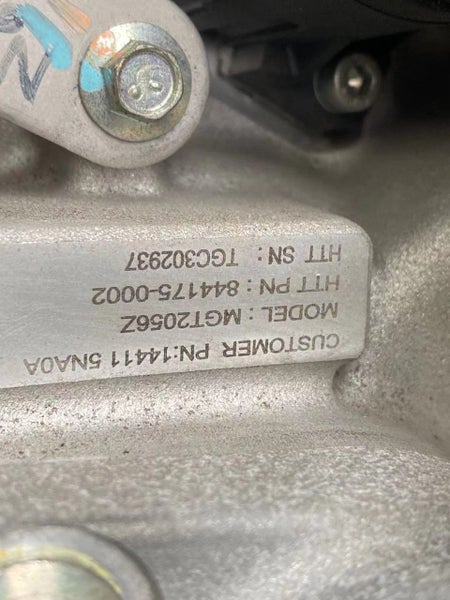 CUSTOMER PN:14411 5NA0A
MODEL : MGT2056Z
HTT PN : 844175-0002
HTT SN : TGC302937